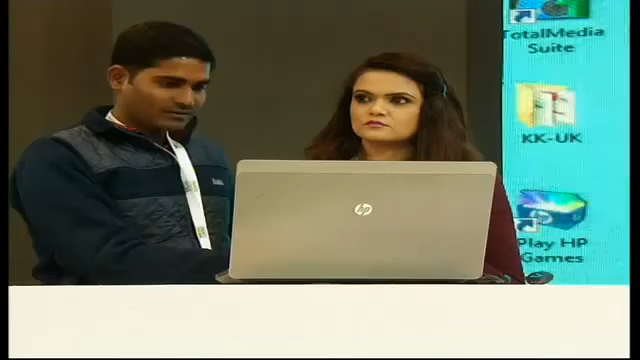 TotalMedia
Suite
KK-UK
Play HP
Games
hp